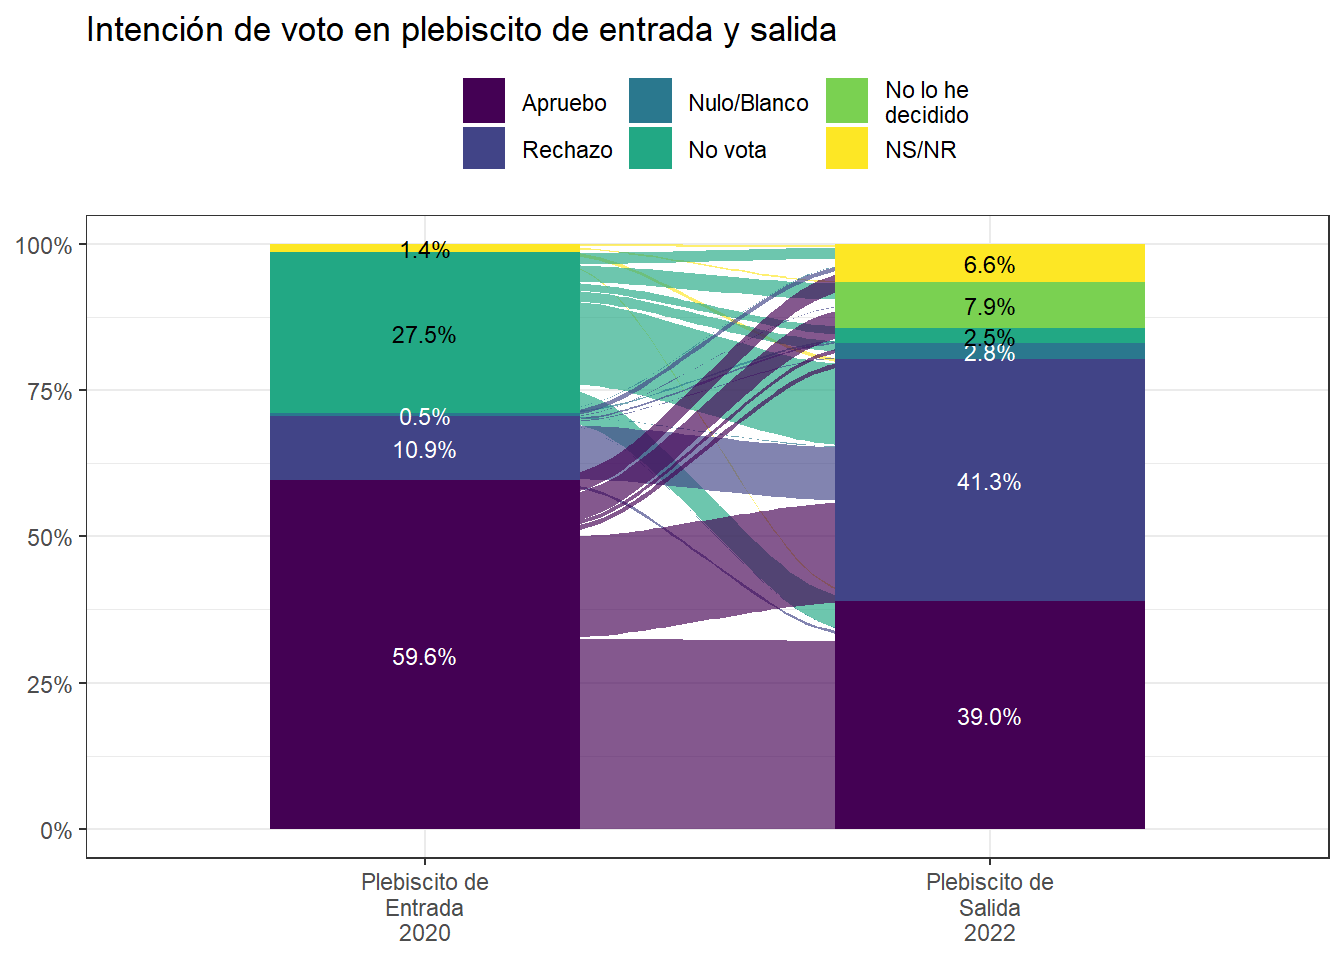 Intención de voto en plebiscito de entrada y salida
Apruebo
Nulo/Blanco
No lo he
decidido
Rechazo
No vota
NS/NR
100%
75%
50%
25%
0%
1.4%
27.5%
0.5%
10.9%
59.6%
6.6%
7.9%
2.5%
2.8%
41.3%
39.0%
Plebiscito de
Entrada
2020
Plebiscito de
Salida
2022